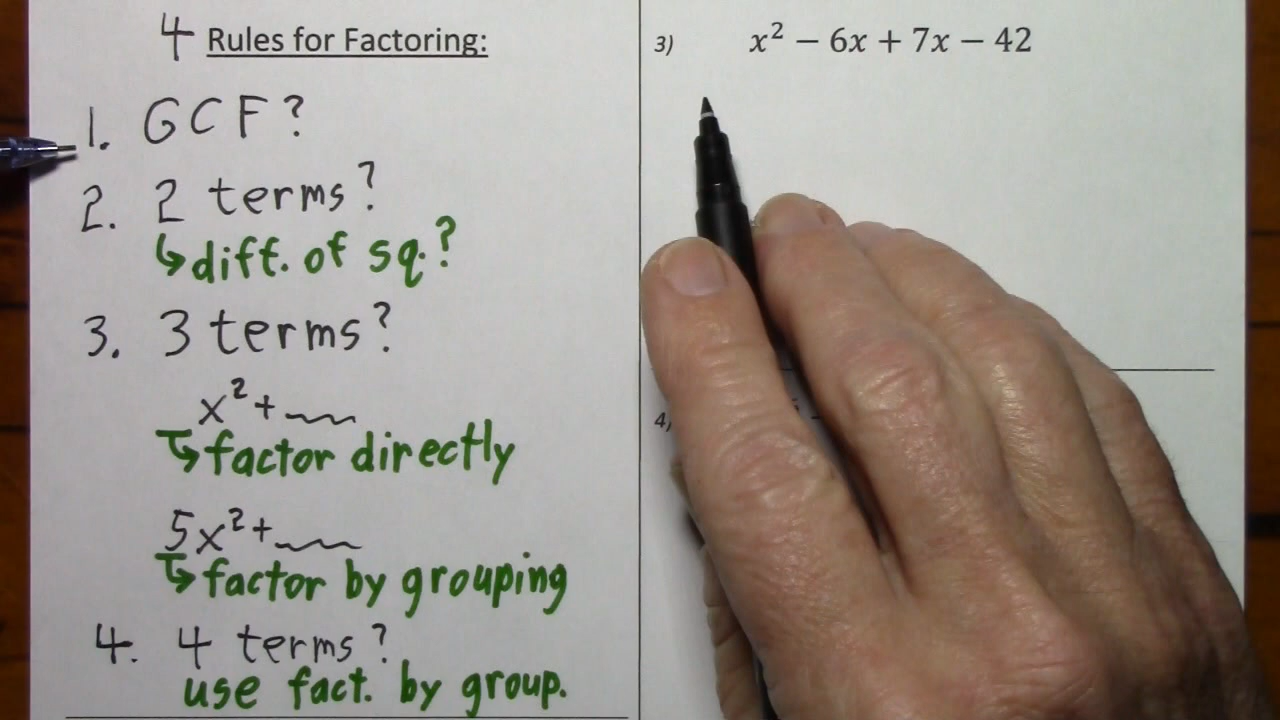 4 Rules for Factoring:
1. GCF?
2. 2 terms?
↳diff. of sq.?
3. 3 terms?
x² +
↳factor directly
5x² +
↳factor by grouping
4. 4 terms?
use fact. by group.
3) x² − 6x + 7x − 42
4)